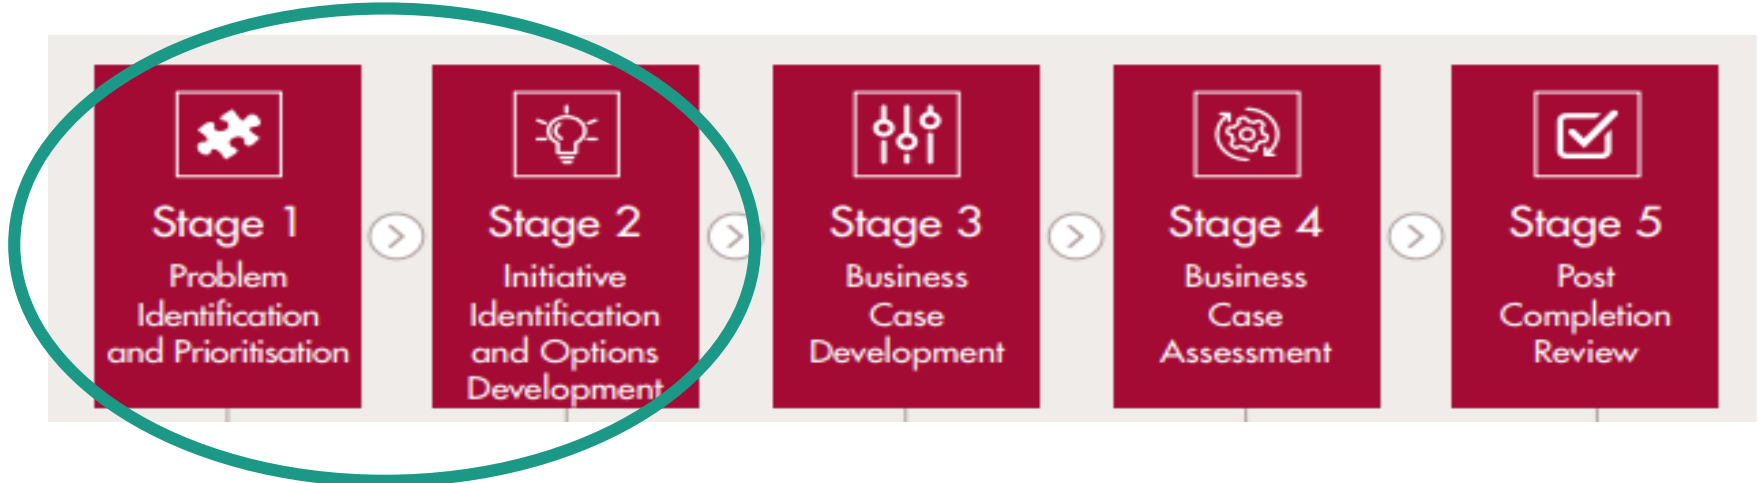 Stage 1
Problem
Identification
and Prioritisation
Stage 2
Initiative
Identification
and Options
Development
Stage 3
Business
Case
Development
Stage 4
Business
Case
Assessment
Stage 5
Post
Completion
Review